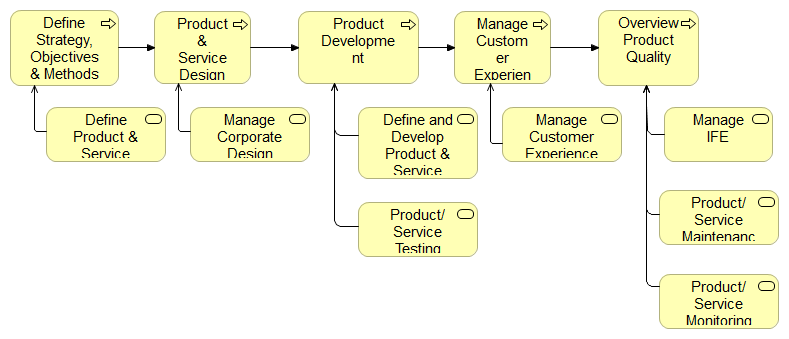 Define
Strategy,
Objectives
& Methods
Product
&
Service
Design
Product
Developme
nt
Manage
Custom
er
Experien
Overview
Product
Quality
Define
Product &
Service
Manage
Corporate
Design
Define and
Develop
Product &
Service
Manage
Customer
Experience
Manage
IFE
Product/
Service
Testing
Product/
Service
Maintenanc
Product/
Service
Monitoring